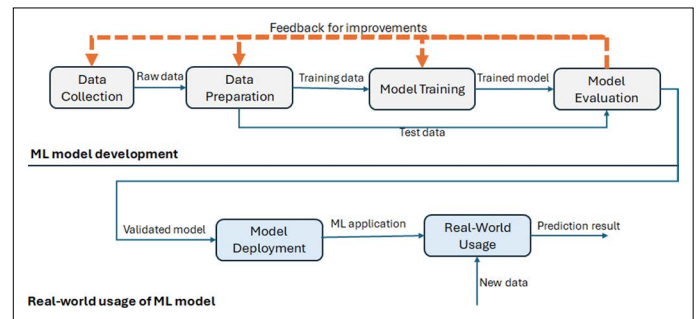 Feedback for improvements
Data
Collection
Raw data
Data
Preparation
Training data
Model Training
Trained model
Model
Evaluation
Test data
ML model development
Validated model
Model
Deployment
ML application
Real-World
Usage
Prediction result
New data
Real-world usage of ML model